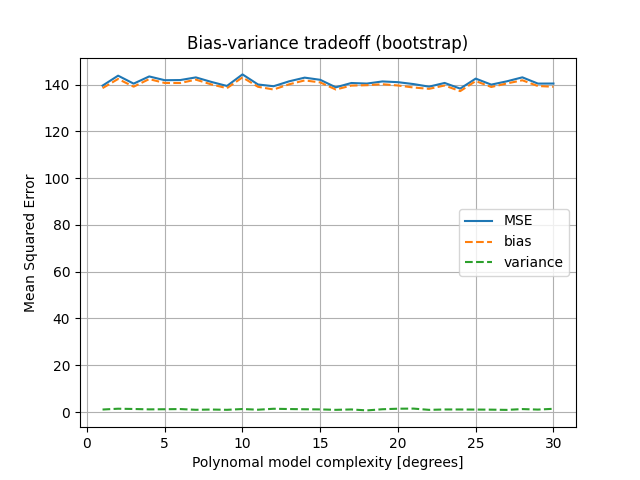 Bias-variance tradeoff (bootstrap)
140
120
100
80
60
40
20
0
Mean Squared Error
MSE
bias
variance
0 5 10 15 20 25 30
Polynomal model complexity [degrees]